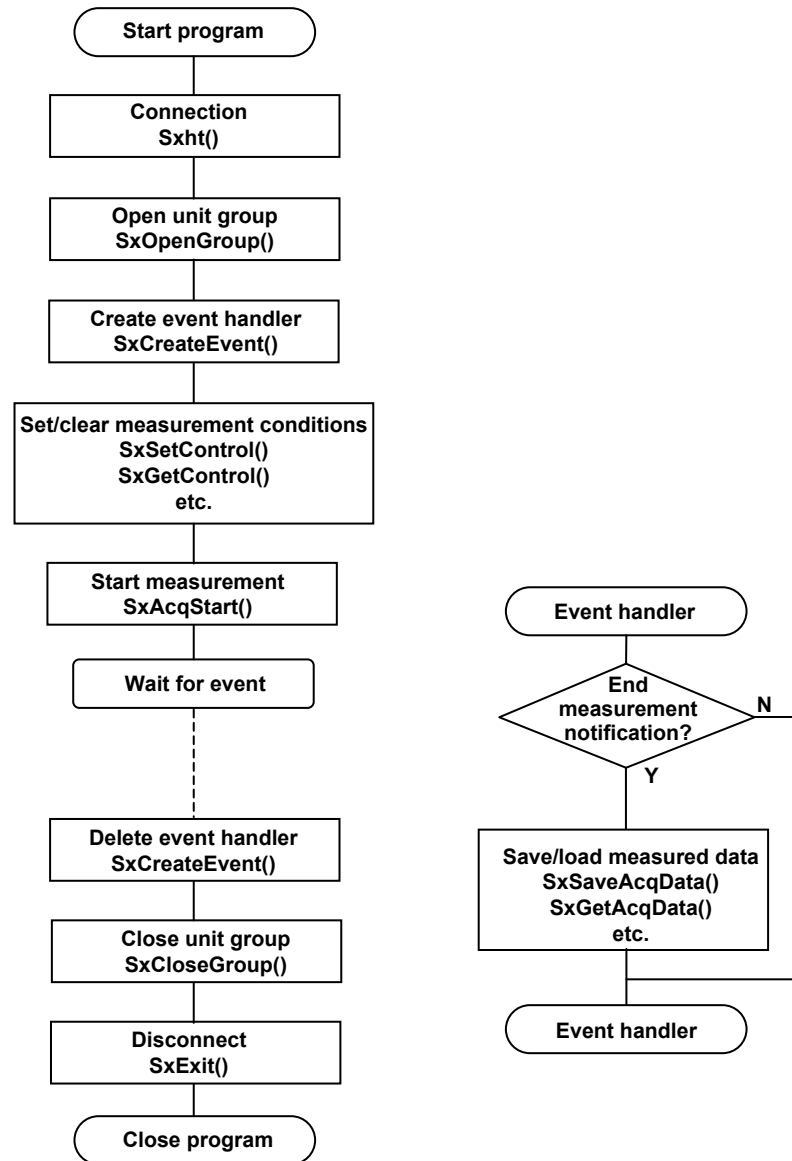 Start program
Connection
Sxht()
Open unit group
SxOpenGroup()
Create event handler
SxCreateEvent()
Set/clear measurement conditions
SxSetControl()
SxGetControl()
etc.
Start measurement
SxAcqStart()
Wait for event
Delete event handler
SxCreateEvent()
Close unit group
SxCloseGroup()
Disconnect
SxExit()
Close program
Event handler
End
measurement
notification?
N
Y
Save/load measured data
SxSaveAcqData()
SxGetAcqData()
etc.
Event handler